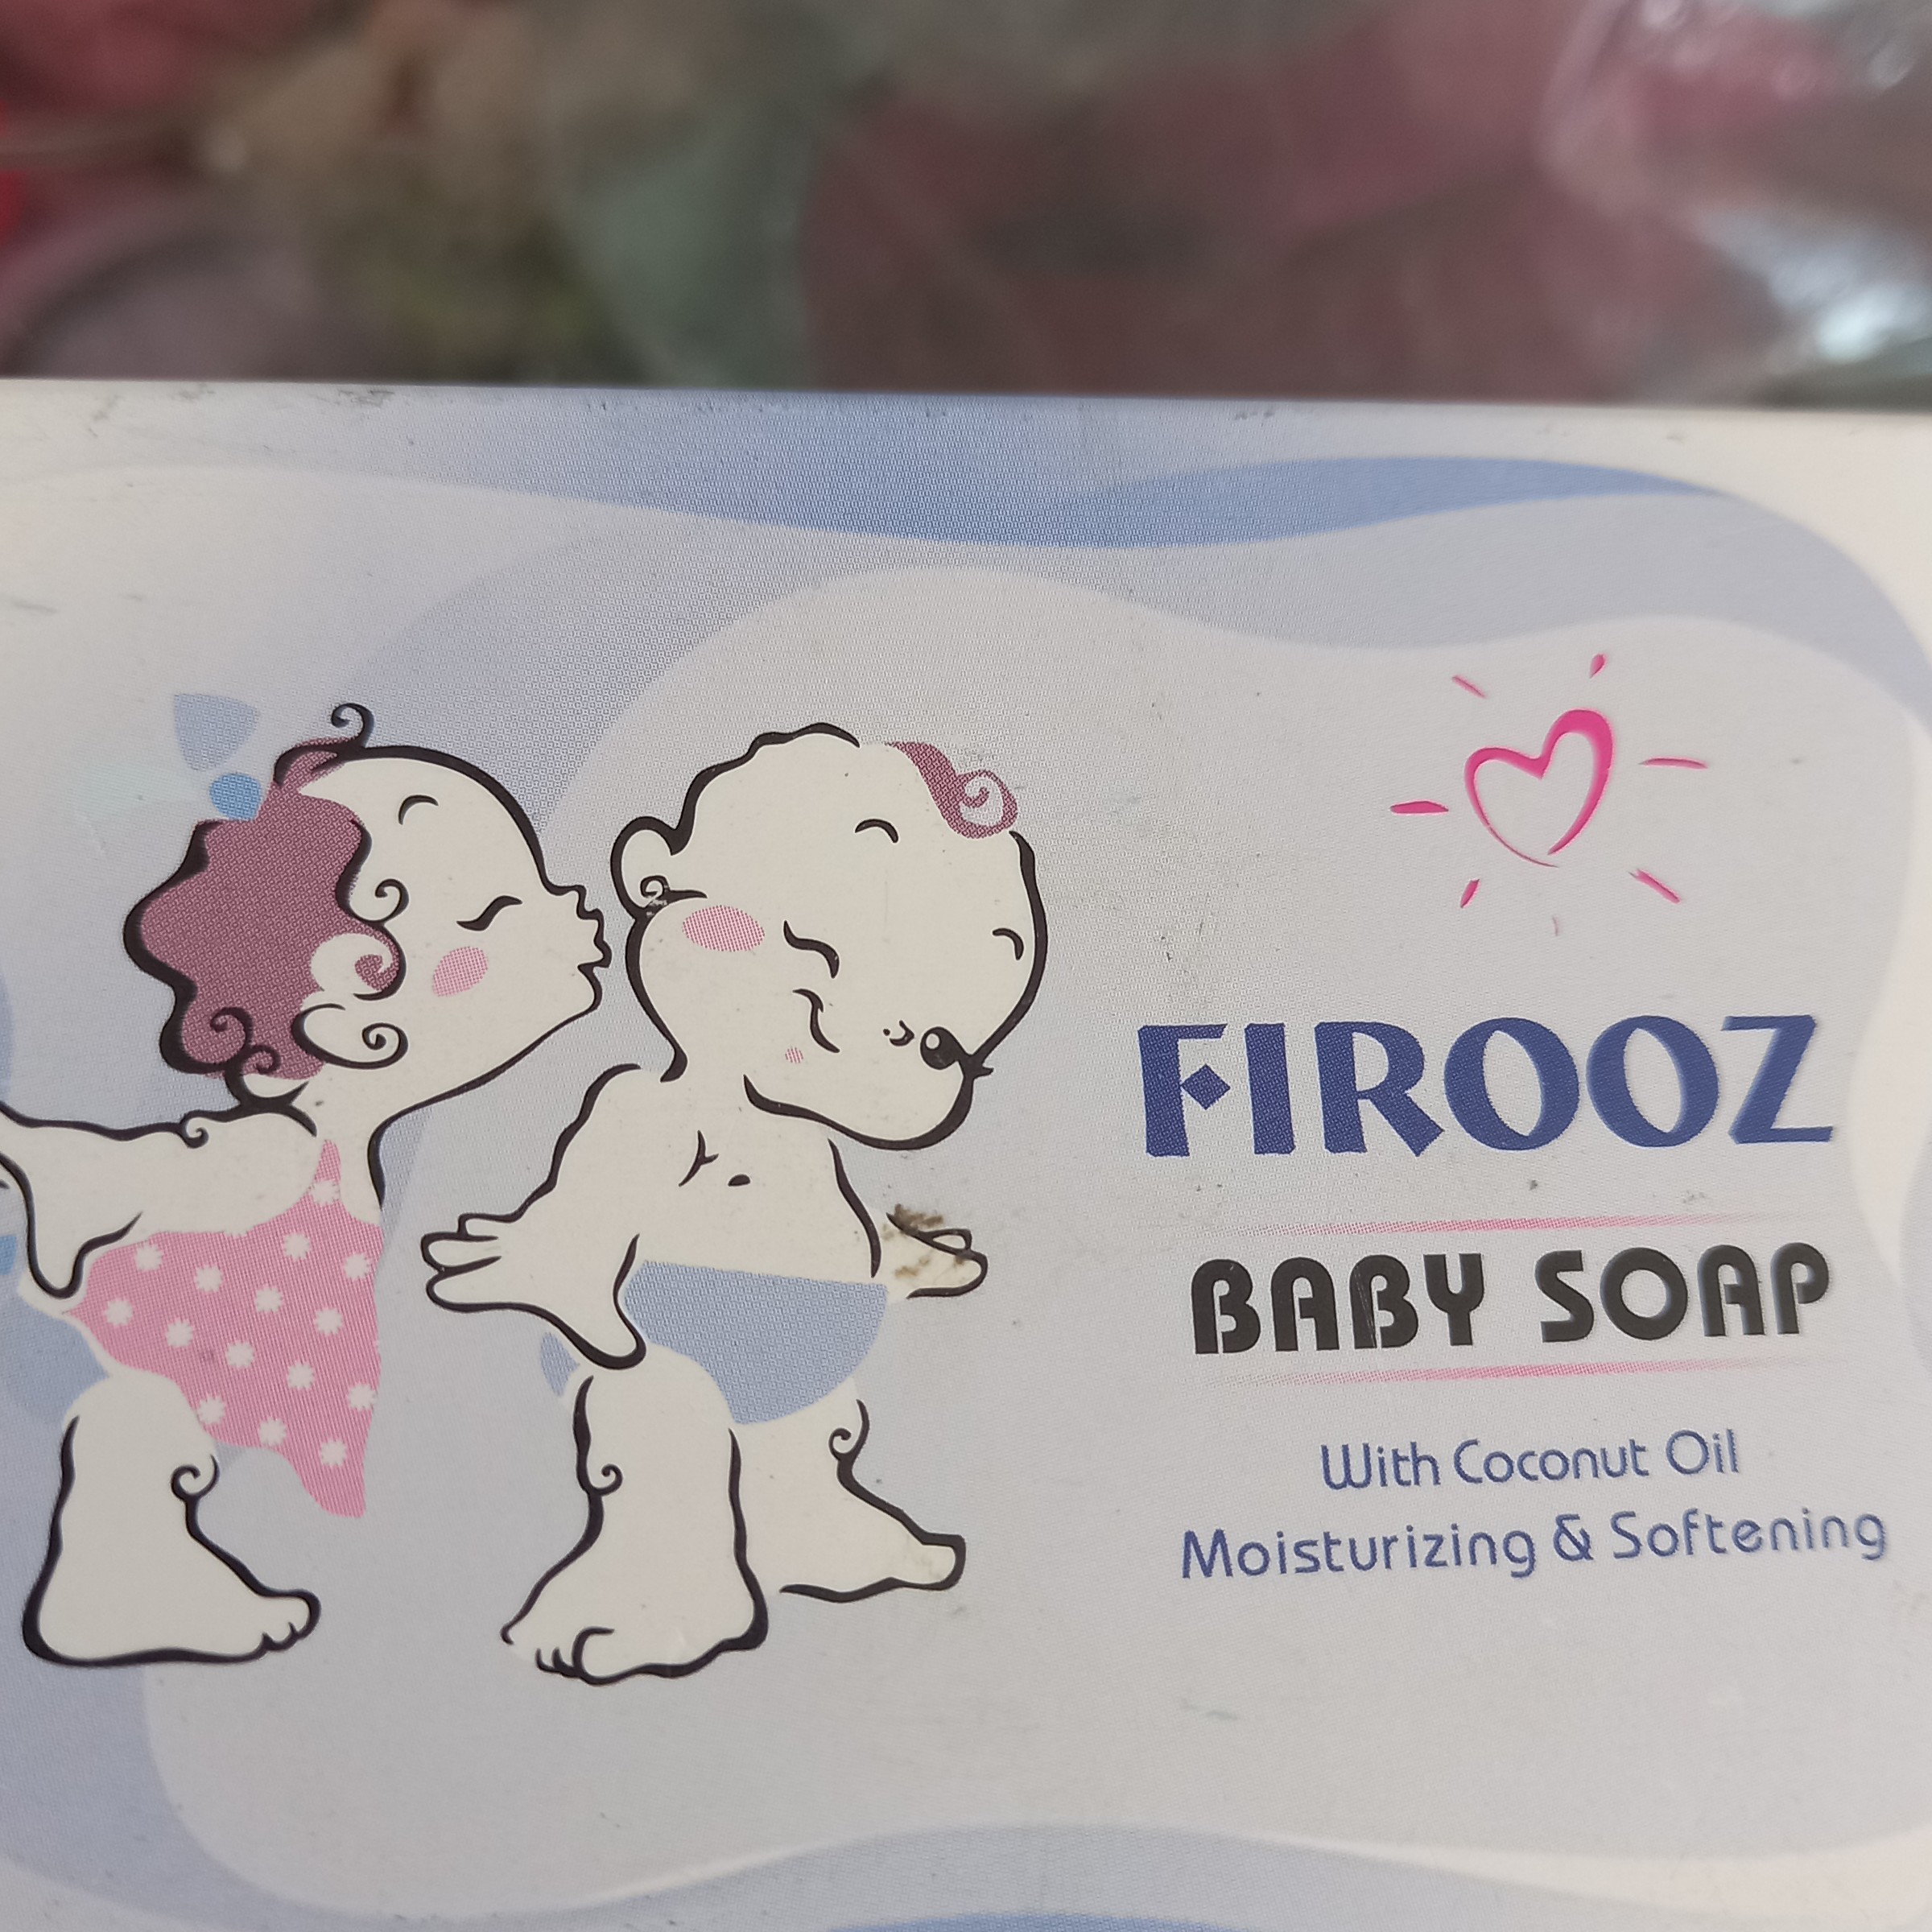 FIROOZ
BABY SOAP
With Coconut Oil
Moisturizing & Softening